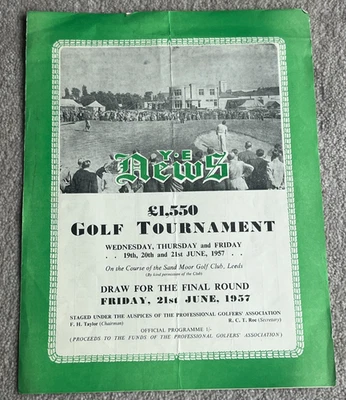 Y E
News
£1,550
GOLF TOURNAMENT
WEDNESDAY, THURSDAY and FRIDAY
. . 19th, 20th and 21st JUNE, 1957 . .
On the Course of the Sand Moor Golf Club, Leeds
(By kind permission of the Club)
DRAW FOR THE FINAL ROUND
FRIDAY, 21st JUNE, 1957
STAGED UNDER THE AUSPICES OF THE PROFESSIONAL GOLFERS' ASSOCIATION
F. H. Taylor (Chairman) R. C. T. Roe (Secretary)
OFFICIAL PROGRAMME 1/-
(PROCEEDS TO THE FUNDS OF THE PROFESSIONAL GOLFERS' ASSOCIATION)